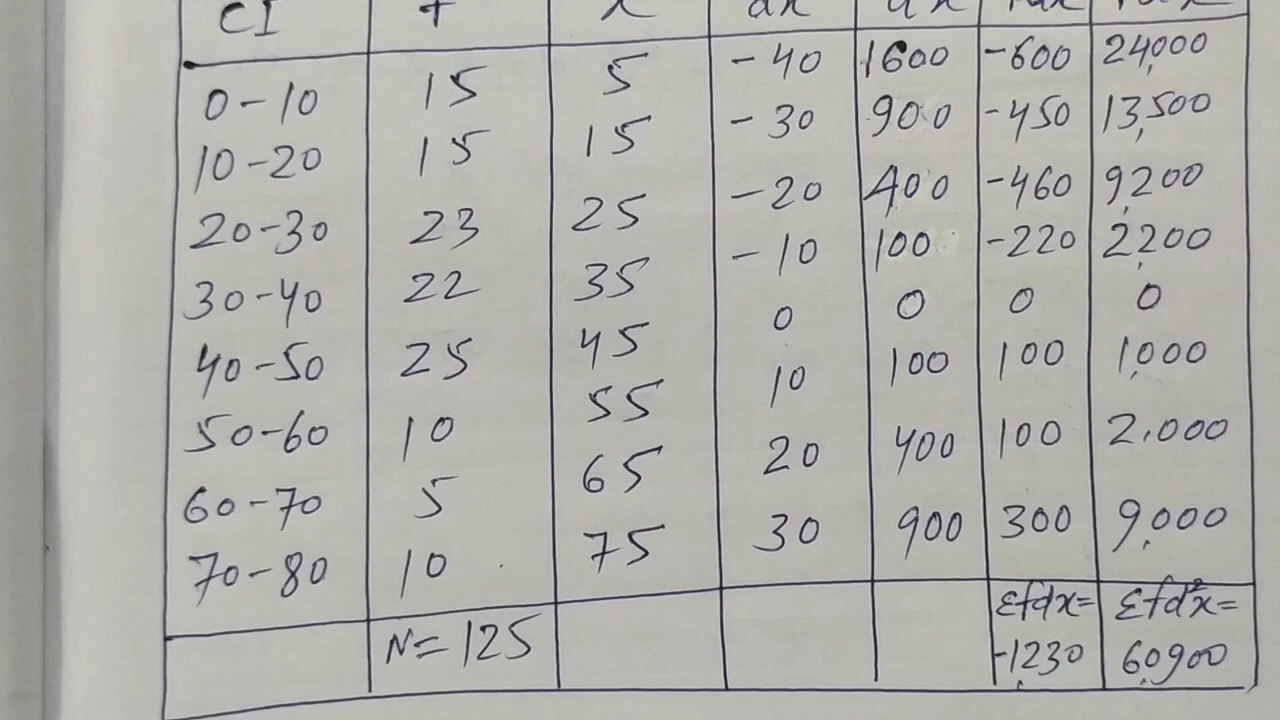 CI f x dx
0-10 15 5 -40 1600 -600 24,000
10-20 15 15 -30 900 -450 13,500
20-30 23 25 -20 400 -460 9,200
30-40 22 35 -10 100 -220 2,200
40-50 25 45 0 0 0 0
50-60 10 55 10 100 100 1,000
60-70 5 65 20 400 100 2,000
70-80 10 75 30 900 300 9,000
N= 125 Σfdx= -1,230 Σfd²x= 60,900